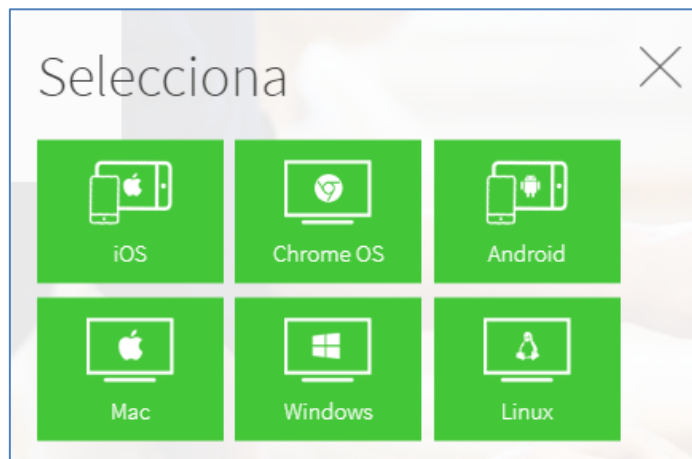 Selecciona
iOS
Chrome OS
Android
Mac
Windows
Linux